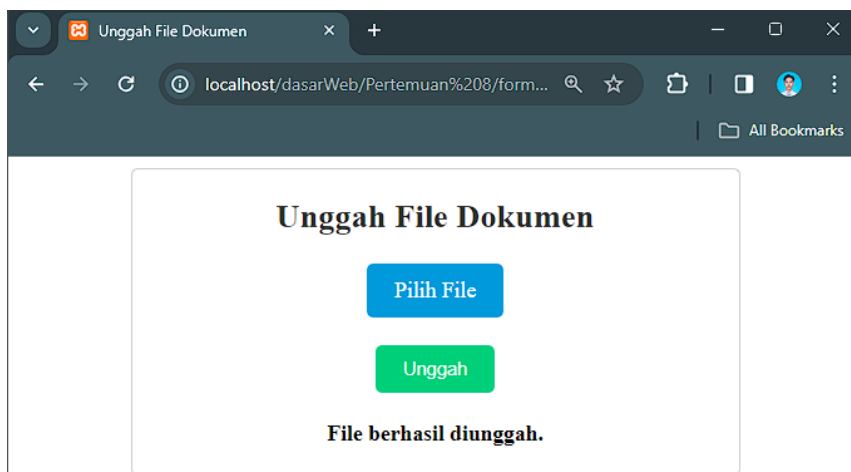 Unggah File Dokumen
localhost/dasarWeb/Pertemuan%208/form...
All Bookmarks
Unggah File Dokumen
Pilih File
Unggah
File berhasil diunggah.